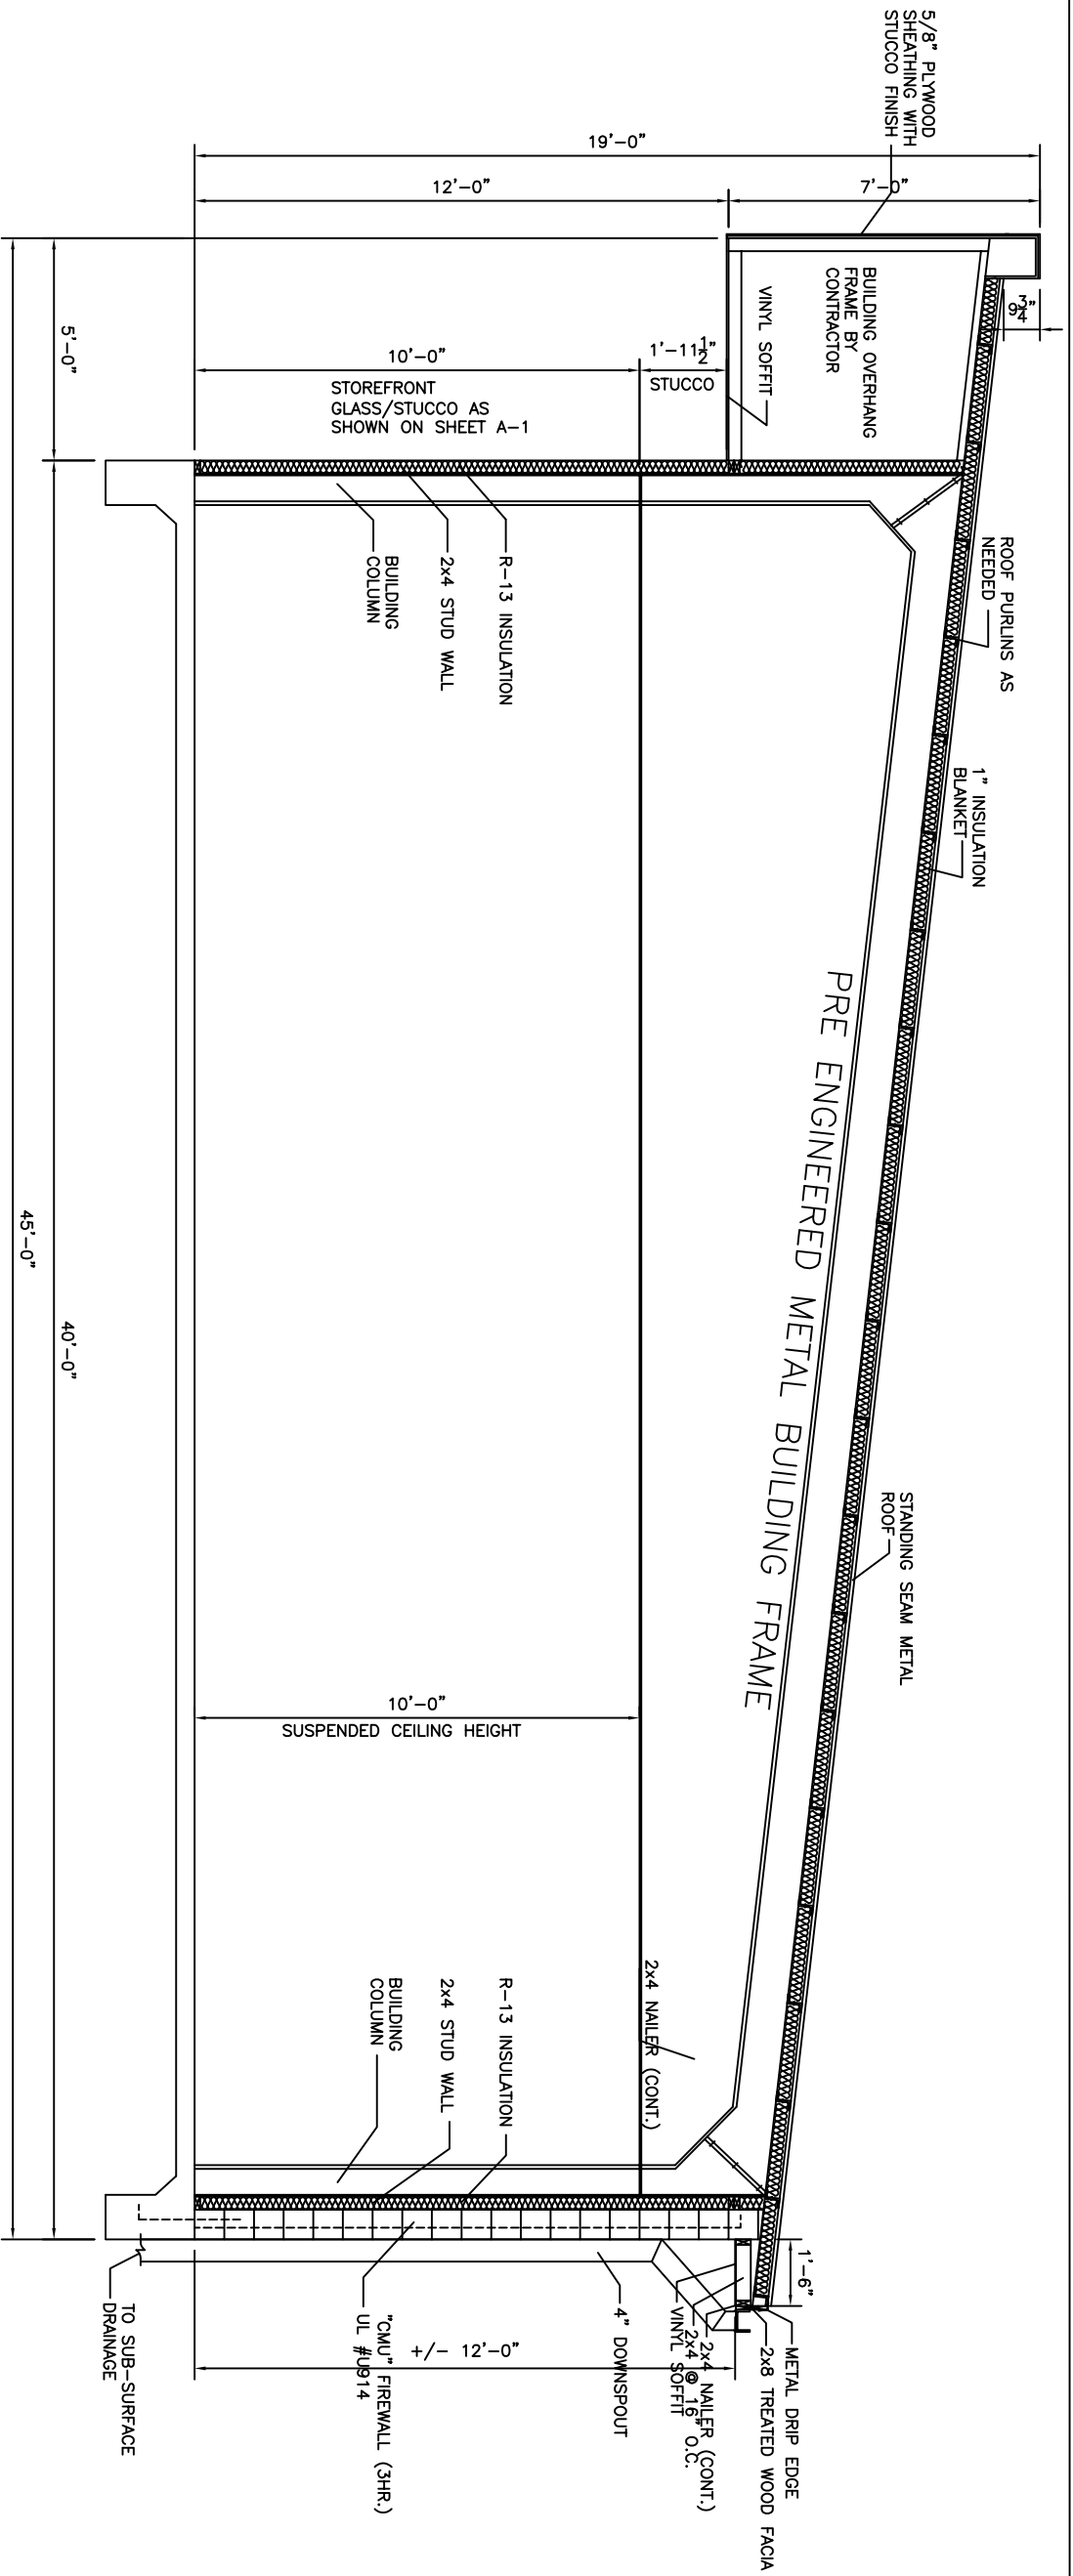 5/8" PLYWOOD
SHEATHING WITH
STUCCO FINISH
19'-0"
12'-0"
7'-0"
9 3/4"
BUILDING OVERHANG
FRAME BY
CONTRACTOR
VINYL SOFFIT
1'-11 1/2"
STUCCO
10'-0"
STOREFRONT
GLASS/STUCCO AS
SHOWN ON SHEET A-1
5'-0"
ROOF PURLINS AS
NEEDED
R-13 INSULATION
2x4 STUD WALL
BUILDING
COLUMN
1" INSULATION
BLANKET
PRE ENGINEERED METAL BUILDING FRAME
STANDING SEAM METAL
ROOF
10'-0"
SUSPENDED CEILING HEIGHT
45'-0"
40'-0"
2x4 NAILER (CONT.)
R-13 INSULATION
2x4 STUD WALL
BUILDING
COLUMN
1'-6"
METAL DRIP EDGE
2x8 TREATED WOOD FACIA
2x4 NAILER (CONT.)
2x4 @ 16" O.C.
VINYL SOFFIT
4" DOWNSPOUT
+/- 12'-0"
"CMU" FIREWALL (3HR.)
UL #U914
TO SUB-SURFACE
DRAINAGE